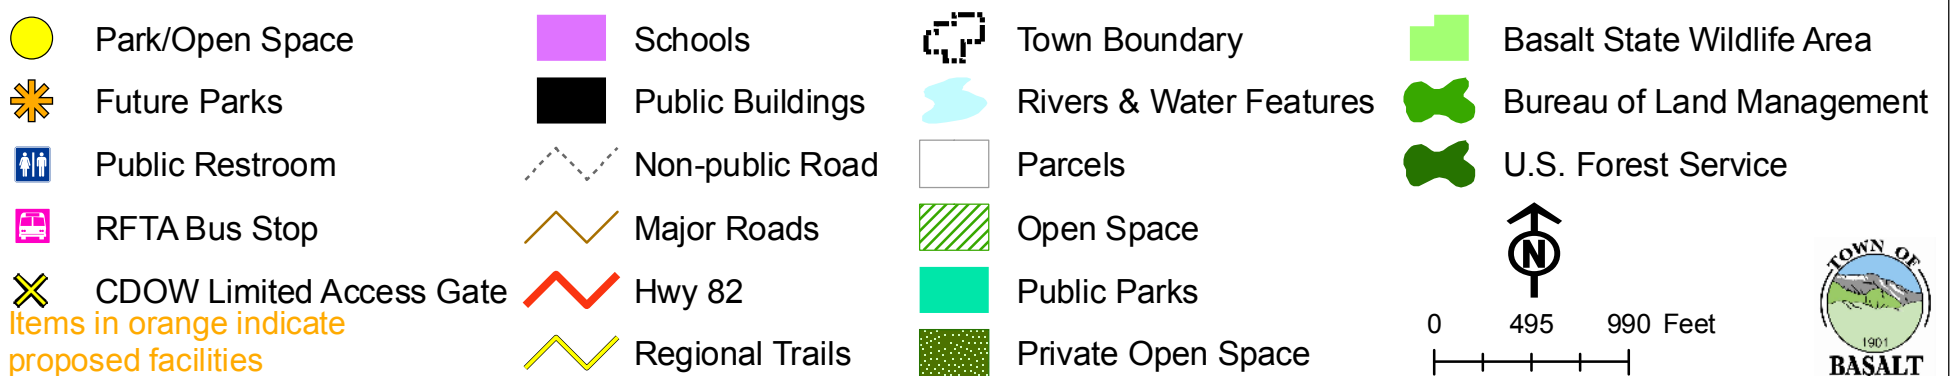 Park/Open Space
Future Parks
Public Restroom
RFTA Bus Stop
CDOW Limited Access Gate
Items in orange indicate
proposed facilities
Schools
Public Buildings
Non-public Road
Major Roads
Hwy 82
Regional Trails
Town Boundary
Rivers & Water Features
Parcels
Open Space
Public Parks
Private Open Space
Basalt State Wildlife Area
Bureau of Land Management
U.S. Forest Service
N
0 495 990 Feet
TOWN OF
1901
BASALT